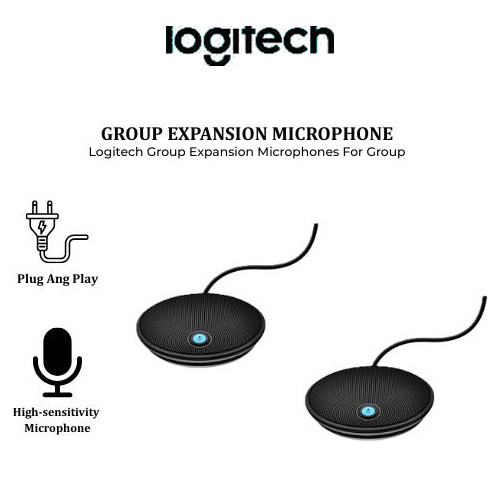 logitech
GROUP EXPANSION MICROPHONE
Logitech Group Expansion Microphones For Group
Plug Ang Play
High-sensitivity
Microphone